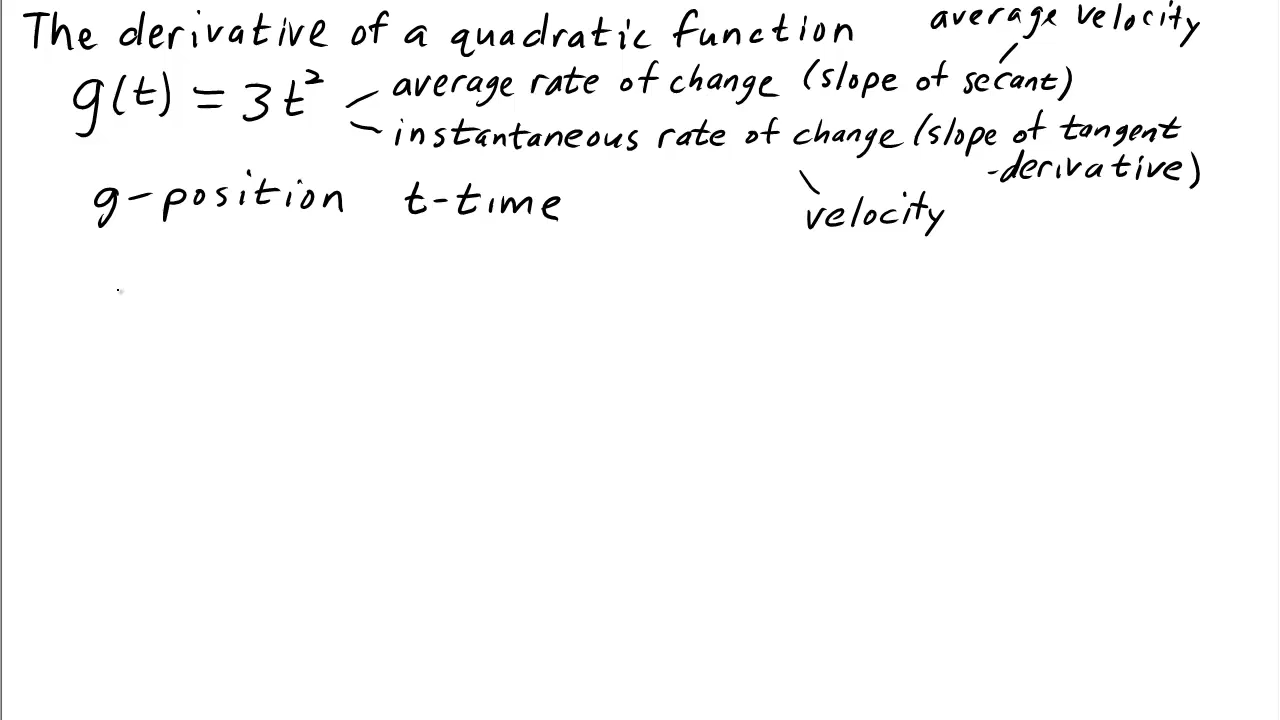 The derivative of a quadratic function
average velocity
g(t) = 3t²
average rate of change (slope of secant)
instantaneous rate of change (slope of tangent
-derivative)
g-position t-time
velocity